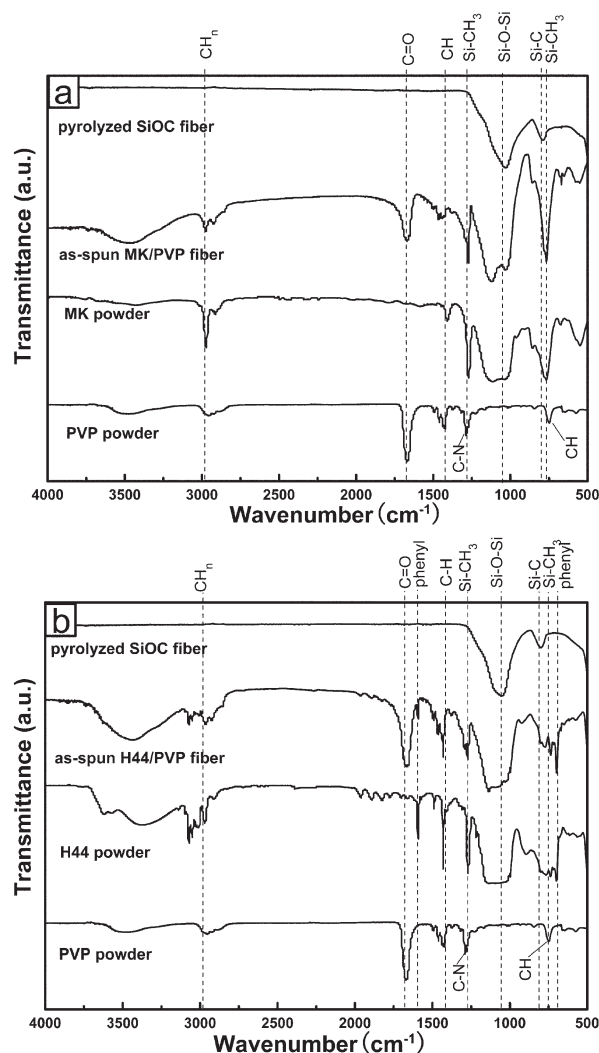 CHₙ
C=O
CH
Si-CH₃
Si-O-Si
Si-C
Si-CH₃
a
pyrolyzed SiOC fiber
as-spun MK/PVP fiber
MK powder
PVP powder
C-N
CH
Transmittance (a.u.)
4000 3500 3000 2500 2000 1500 1000 500
Wavenumber (cm⁻¹)
CHₙ
C=O
phenyl
C-H
Si-CH₃
Si-O-Si
Si-C
Si-CH₃
phenyl
b
pyrolyzed SiOC fiber
as-spun H44/PVP fiber
H44 powder
PVP powder
C-N
CH
Transmittance (a.u.)
4000 3500 3000 2500 2000 1500 1000 500
Wavenumber (cm⁻¹)